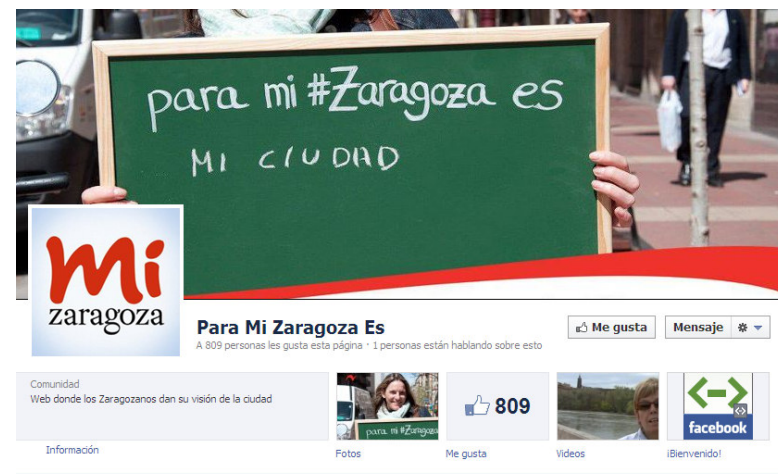 para mi #Zaragoza es
MI CIUDAD
mi
zaragoza
Para Mi Zaragoza Es
A 809 personas les gusta esta página · 1 personas están hablando sobre esto
Me gusta
Mensaje
Comunidad
Web donde los Zaragozanos dan su visión de la ciudad
para mi #Zaragoza
809
facebook
Información
Fotos
Me gusta
Videos
¡Bienvenido!